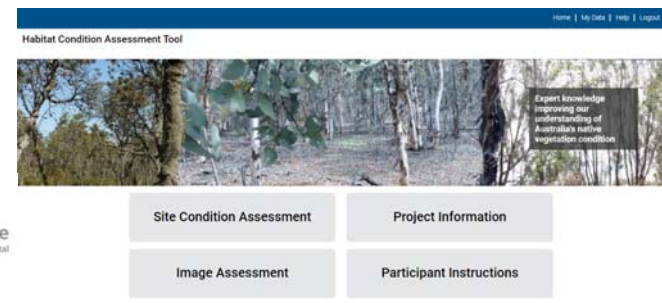 Home | My Data | Help | Logout
Habitat Condition Assessment Tool
Expert knowledge
improving our
understanding of
Australia's native
vegetation condition
Site Condition Assessment
Project Information
Image Assessment
Participant Instructions